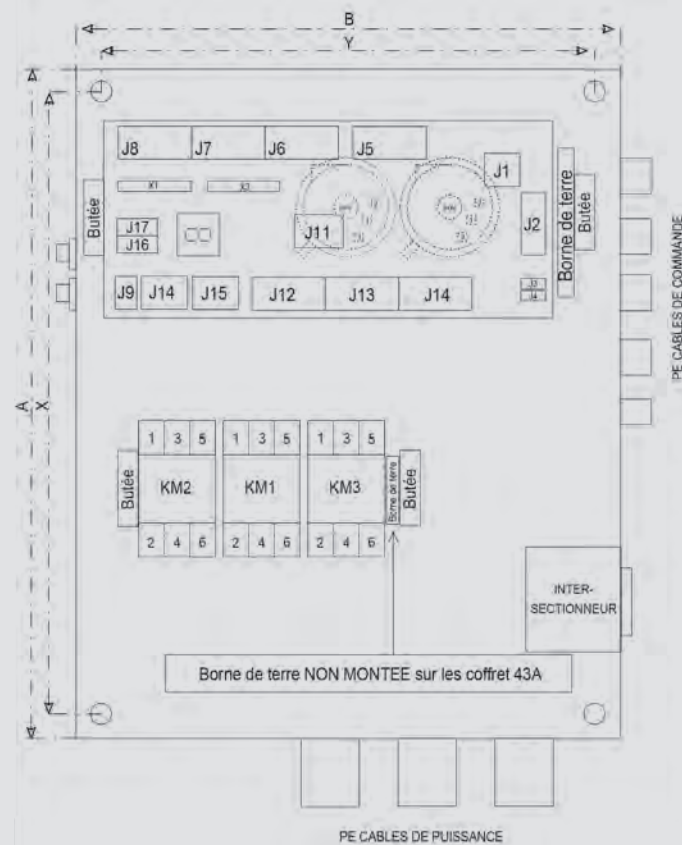 B
Y
J8 J7 J6 J5
J1
X1
Butée
J17
J16
J11
J2
Borne de terre
Butée
J3
J4
J9 J14 J15 J12 J13 J14
PE CABLES DE COMMANDE
A
X
1 3 5 1 3 5 1 3 5
Butée
KM2 KM1 KM3
Borne de terre
Butée
2 4 6 2 4 6 2 4 6
INTER-
SECTIONNEUR
Borne de terre NON MONTEE sur les coffret 43A
PE CABLES DE PUISSANCE